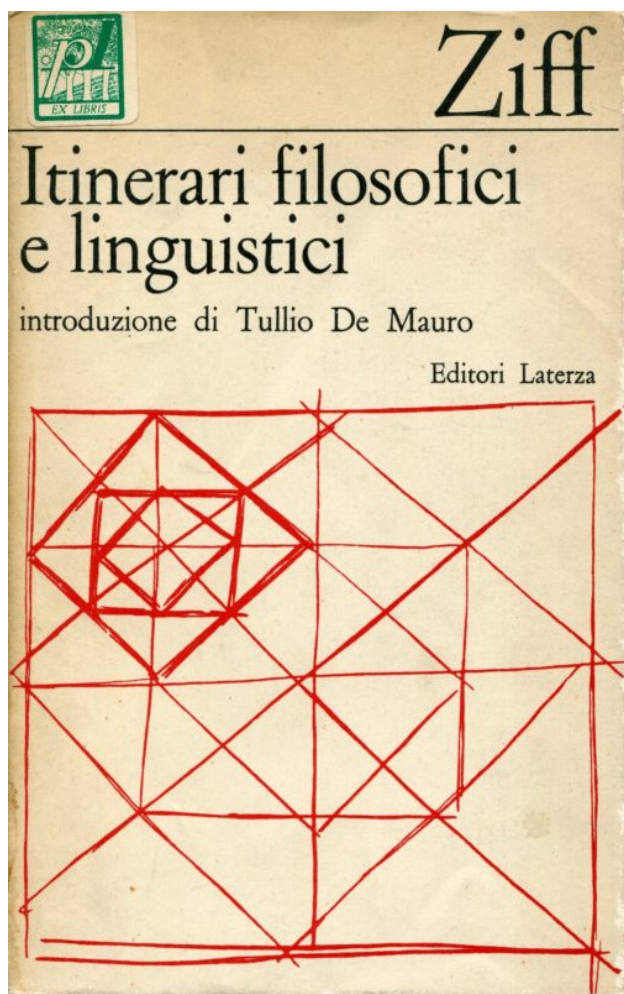 EX LIBRIS
Ziff
Itinerari filosofici
e linguistici
introduzione di Tullio De Mauro
Editori Laterza